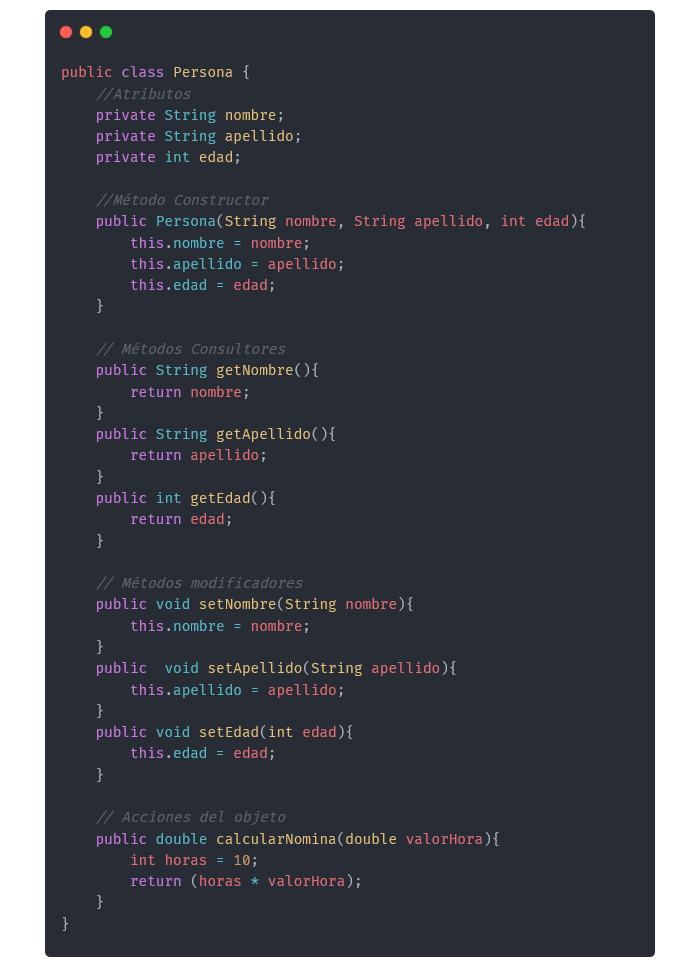 public class Persona {
    //Atributos
    private String nombre;
    private String apellido;
    private int edad;

    //Método Constructor
    public Persona(String nombre, String apellido, int edad){
        this.nombre = nombre;
        this.apellido = apellido;
        this.edad = edad;
    }

    // Métodos Consultores
    public String getNombre(){
        return nombre;
    }
    public String getApellido(){
        return apellido;
    }
    public int getEdad(){
        return edad;
    }

    // Métodos modificadores
    public void setNombre(String nombre){
        this.nombre = nombre;
    }
    public  void setApellido(String apellido){
        this.apellido = apellido;
    }
    public void setEdad(int edad){
        this.edad = edad;
    }

    // Acciones del objeto
    public double calcularNomina(double valorHora){
        int horas = 10;
        return (horas * valorHora);
    }
}